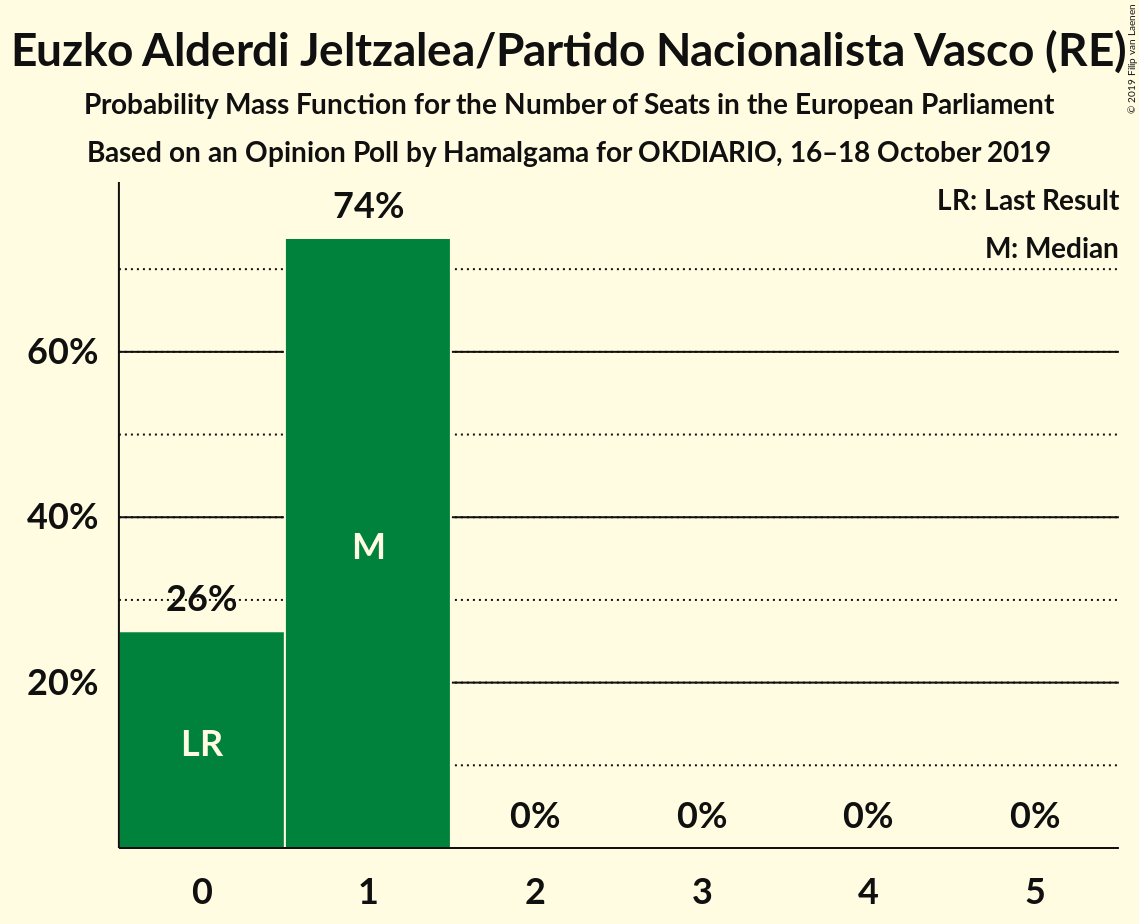 Euzko Alderdi Jeltzalea/Partido Nacionalista Vasco (RE)
© 2019 Filip van Laenen
Probability Mass Function for the Number of Seats in the European Parliament
Based on an Opinion Poll by Hamalgama for OKDIARIO, 16–18 October 2019
LR: Last Result
M: Median
74%
60%
40%
M
26%
20%
LR
0% 0% 0% 0%
0 1 2 3 4 5